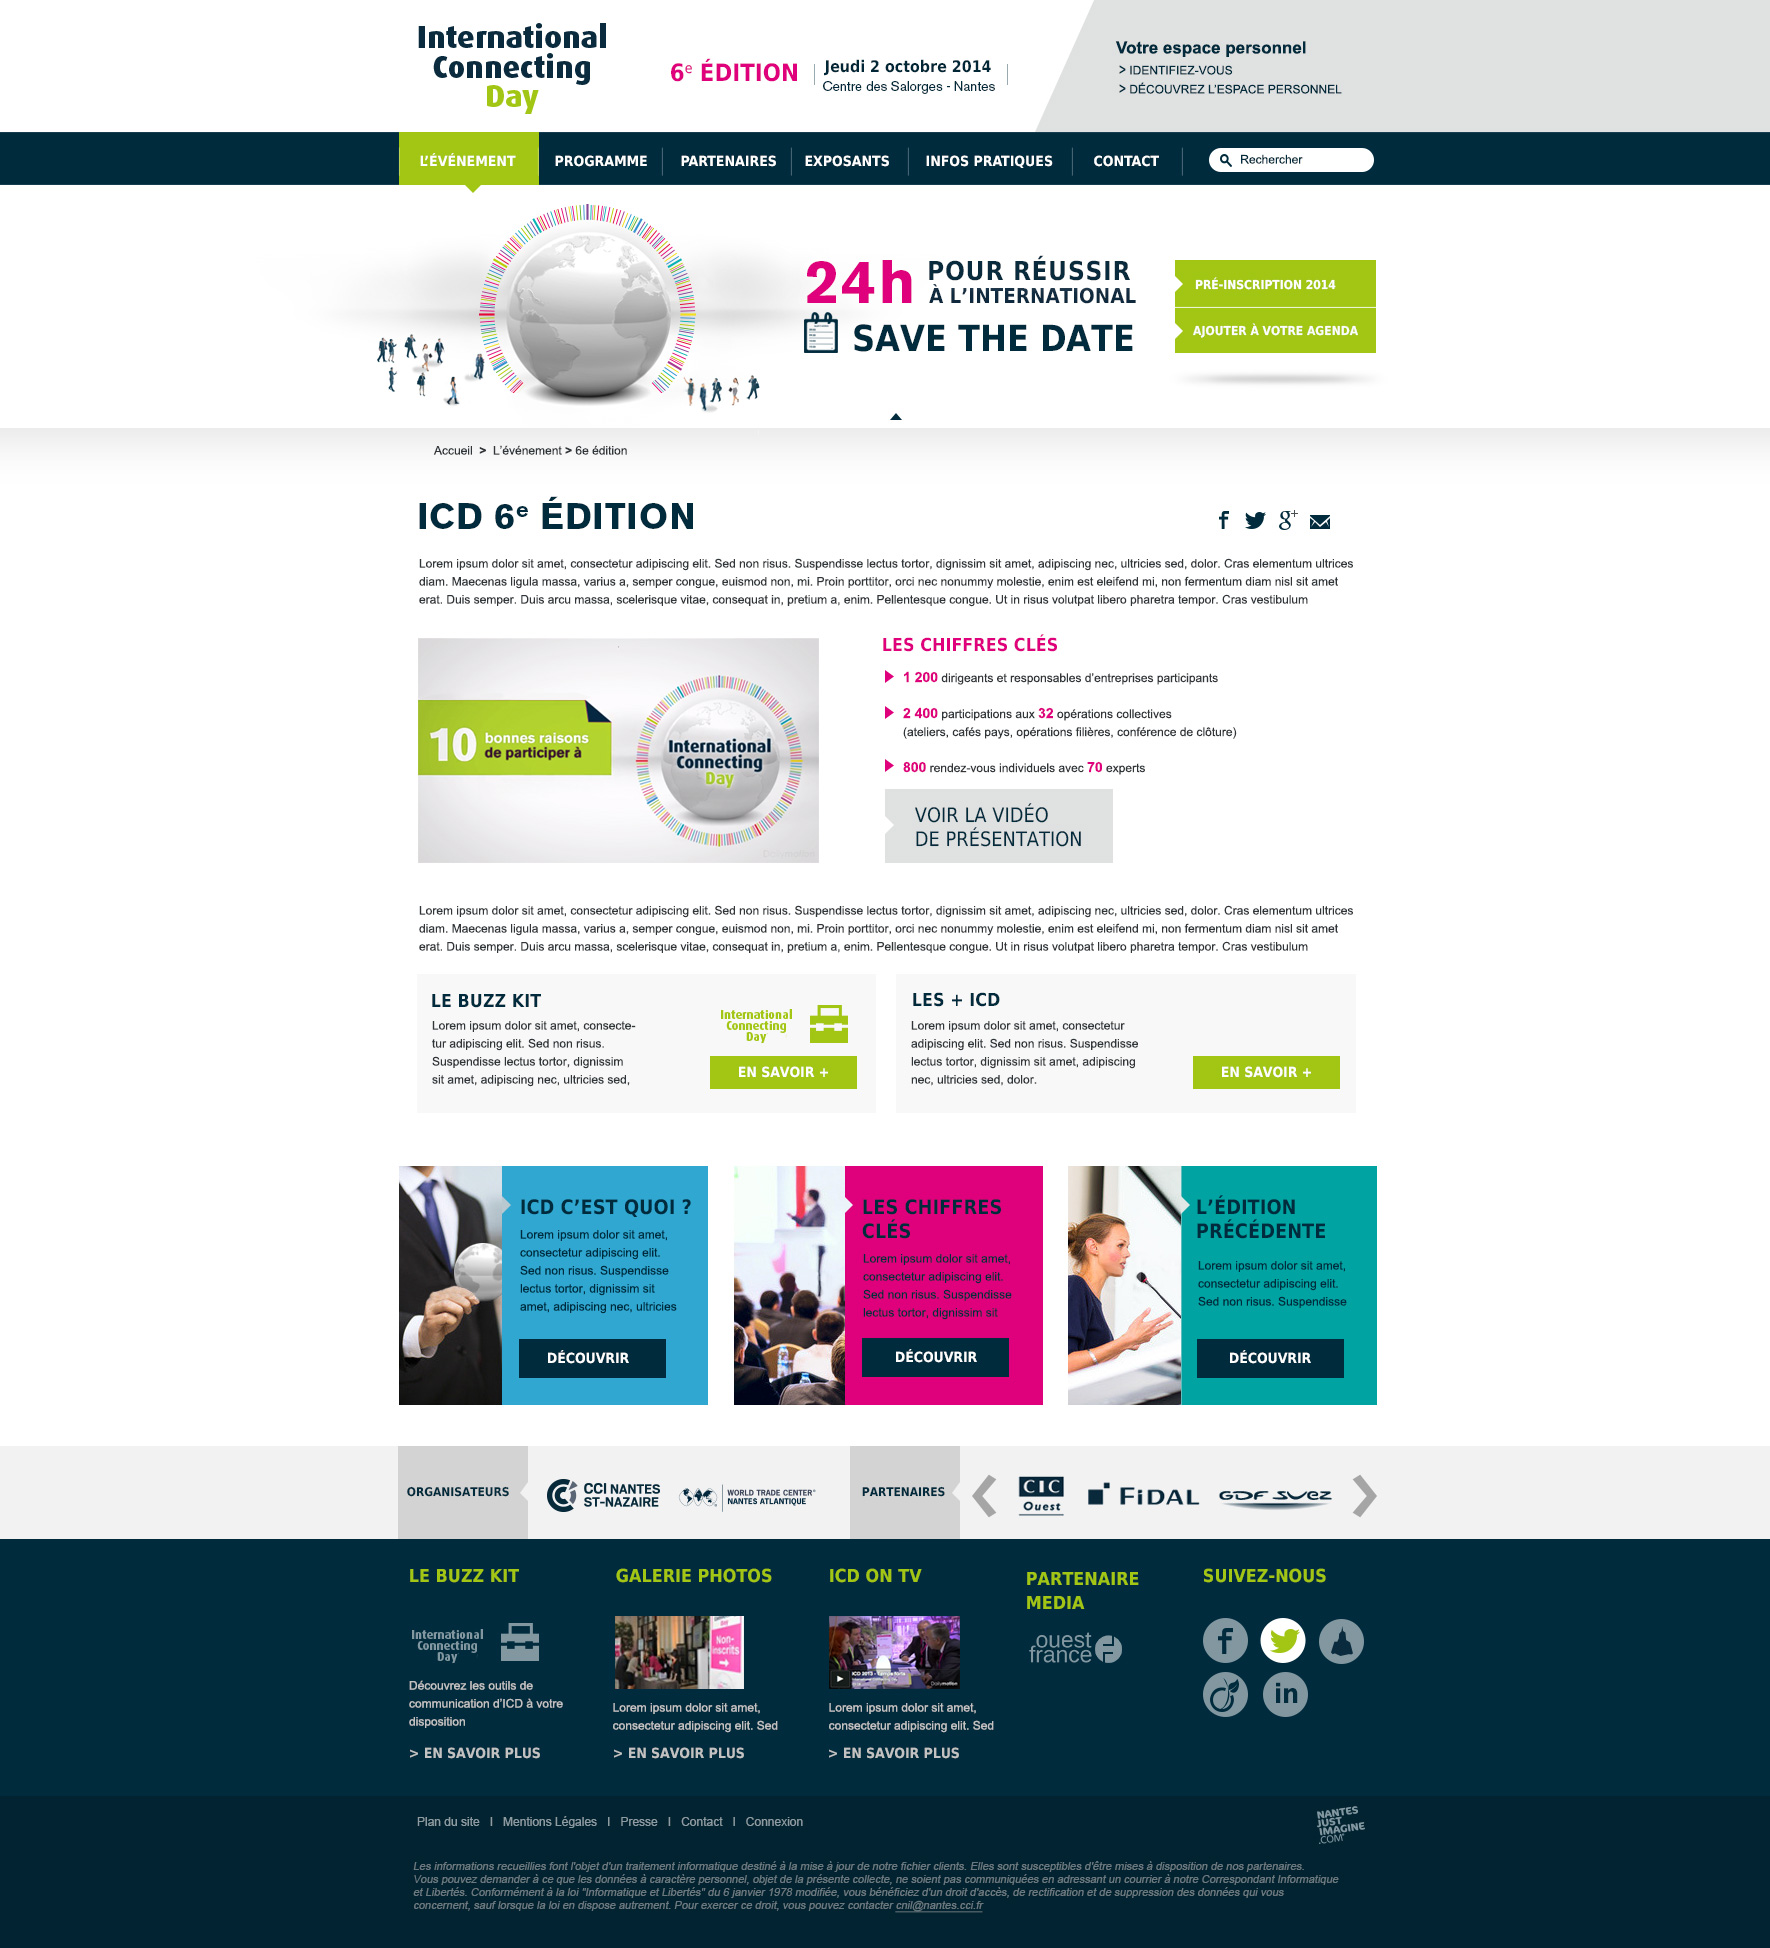 International
Connecting
Day
6e ÉDITION
Jeudi 2 octobre 2014
Centre des Salorges - Nantes
Votre espace personnel
> IDENTIFIEZ-VOUS
> DÉCOUVREZ L'ESPACE PERSONNEL
L'ÉVÉNEMENT PROGRAMME PARTENAIRES EXPOSANTS INFOS PRATIQUES CONTACT Rechercher
24h POUR RÉUSSIR
À L'INTERNATIONAL
SAVE THE DATE
PRÉ-INSCRIPTION 2014
AJOUTER À VOTRE AGENDA
Accueil > L'événement > 6e édition
ICD 6e ÉDITION
Lorem ipsum dolor sit amet, consectetur adipiscing elit. Sed non risus. Suspendisse lectus tortor, dignissim sit amet, adipiscing nec, ultricies sed, dolor. Cras elementum ultrices
diam. Maecenas ligula massa, varius a, semper congue, euismod non, mi. Proin porttitor, orci nec nonummy molestie, enim est eleifend mi, non fermentum diam nisl sit amet
erat. Duis semper. Duis arcu massa, scelerisque vitae, consequat in, pretium a, enim. Pellentesque congue. Ut in risus volutpat libero pharetra tempor. Cras vestibulum
10 bonnes raisons
de participer à
International
Connecting
Day
Dailymotion
LES CHIFFRES CLÉS
1 200 dirigeants et responsables d'entreprises participants
2 400 participations aux 32 opérations collectives
(ateliers, cafés pays, opérations filières, conférence de clôture)
800 rendez-vous individuels avec 70 experts
VOIR LA VIDÉO
DE PRÉSENTATION
Lorem ipsum dolor sit amet, consectetur adipiscing elit. Sed non risus. Suspendisse lectus tortor, dignissim sit amet, adipiscing nec, ultricies sed, dolor. Cras elementum ultrices
diam. Maecenas ligula massa, varius a, semper congue, euismod non, mi. Proin porttitor, orci nec nonummy molestie, enim est eleifend mi, non fermentum diam nisl sit amet
erat. Duis semper. Duis arcu massa, scelerisque vitae, consequat in, pretium a, enim. Pellentesque congue. Ut in risus volutpat libero pharetra tempor. Cras vestibulum
LE BUZZ KIT
Lorem ipsum dolor sit amet, consecte-
tur adipiscing elit. Sed non risus.
Suspendisse lectus tortor, dignissim
sit amet, adipiscing nec, ultricies sed,
International
Connecting
Day
EN SAVOIR +
LES + ICD
Lorem ipsum dolor sit amet, consectetur
adipiscing elit. Sed non risus. Suspendisse
lectus tortor, dignissim sit amet, adipiscing
nec, ultricies sed, dolor.
EN SAVOIR +
ICD C'EST QUOI ?
Lorem ipsum dolor sit amet,
consectetur adipiscing elit.
Sed non risus. Suspendisse
lectus tortor, dignissim sit
amet, adipiscing nec, ultricies
DÉCOUVRIR
LES CHIFFRES
CLÉS
Lorem ipsum dolor sit amet,
consectetur adipiscing elit.
Sed non risus. Suspendisse
lectus tortor, dignissim sit
DÉCOUVRIR
L'ÉDITION
PRÉCÉDENTE
Lorem ipsum dolor sit amet,
consectetur adipiscing elit.
Sed non risus. Suspendisse
DÉCOUVRIR
ORGANISATEURS
CCI NANTES
ST-NAZAIRE
WORLD TRADE CENTER®
NANTES ATLANTIQUE
PARTENAIRES
CIC
Ouest
FIDAL
GDF SUEZ
LE BUZZ KIT
International
Connecting
Day
Découvrez les outils de
communication d'ICD à votre
disposition
> EN SAVOIR PLUS
GALERIE PHOTOS
Non-
inscrits
Lorem ipsum dolor sit amet,
consectetur adipiscing elit. Sed
> EN SAVOIR PLUS
ICD ON TV
Dailymotion
Lorem ipsum dolor sit amet,
consectetur adipiscing elit. Sed
> EN SAVOIR PLUS
PARTENAIRE
MEDIA
ouest
france
SUIVEZ-NOUS
f
in
Plan du site I Mentions Légales I Presse I Contact I Connexion
NANTES
JUST
IMAGINE
.COM
Les informations recueillies font l'objet d'un traitement informatique destiné à la mise à jour de notre fichier clients. Elles sont susceptibles d'être mises à disposition de nos partenaires.
Vous pouvez demander à ce que les données à caractère personnel, objet de la présente collecte, ne soient pas communiquées en adressant un courrier à notre Correspondant Informatique
et Libertés. Conformément à la loi "Informatique et Libertés" du 6 janvier 1978 modifiée, vous bénéficiez d'un droit d'accès, de rectification et de suppression des données qui vous
concernent, sauf lorsque la loi en dispose autrement. Pour exercer ce droit, vous pouvez contacter cnil@nantes.cci.fr